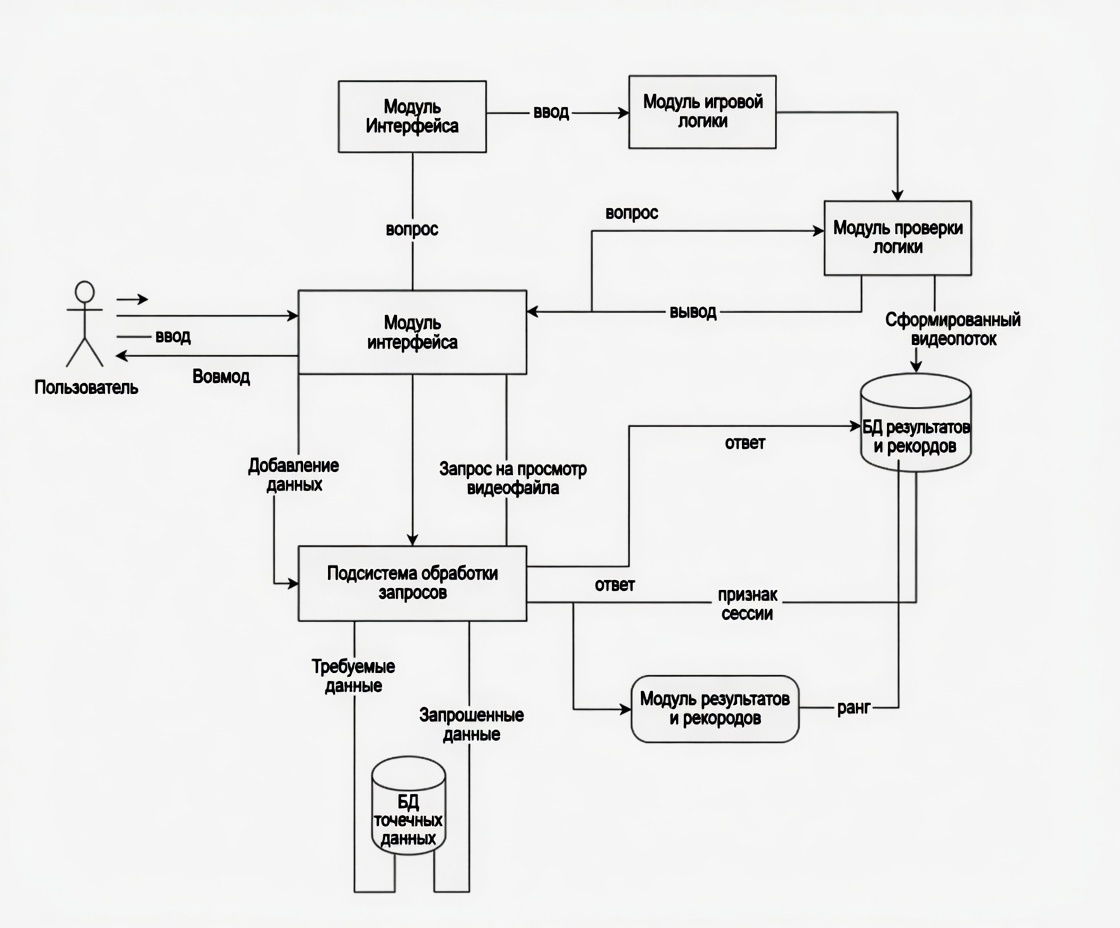 Модуль
Интерфейса
ввод
Модуль игровой
логики
вопрос
вопрос
Модуль проверки
логики
Модуль
интерфейса
вывод
Сформированный
видеопоток
ввод
Вовмод
Пользователь
БД результатов
и рекордов
ответ
Добавление
данных
Запрос на просмотр
видеофайла
Подсистема обработки
запросов
ответ
признак
сессии
Требуемые
данные
Запрошенные
данные
Модуль результатов
и рекородов
ранг
БД
точечных
данных